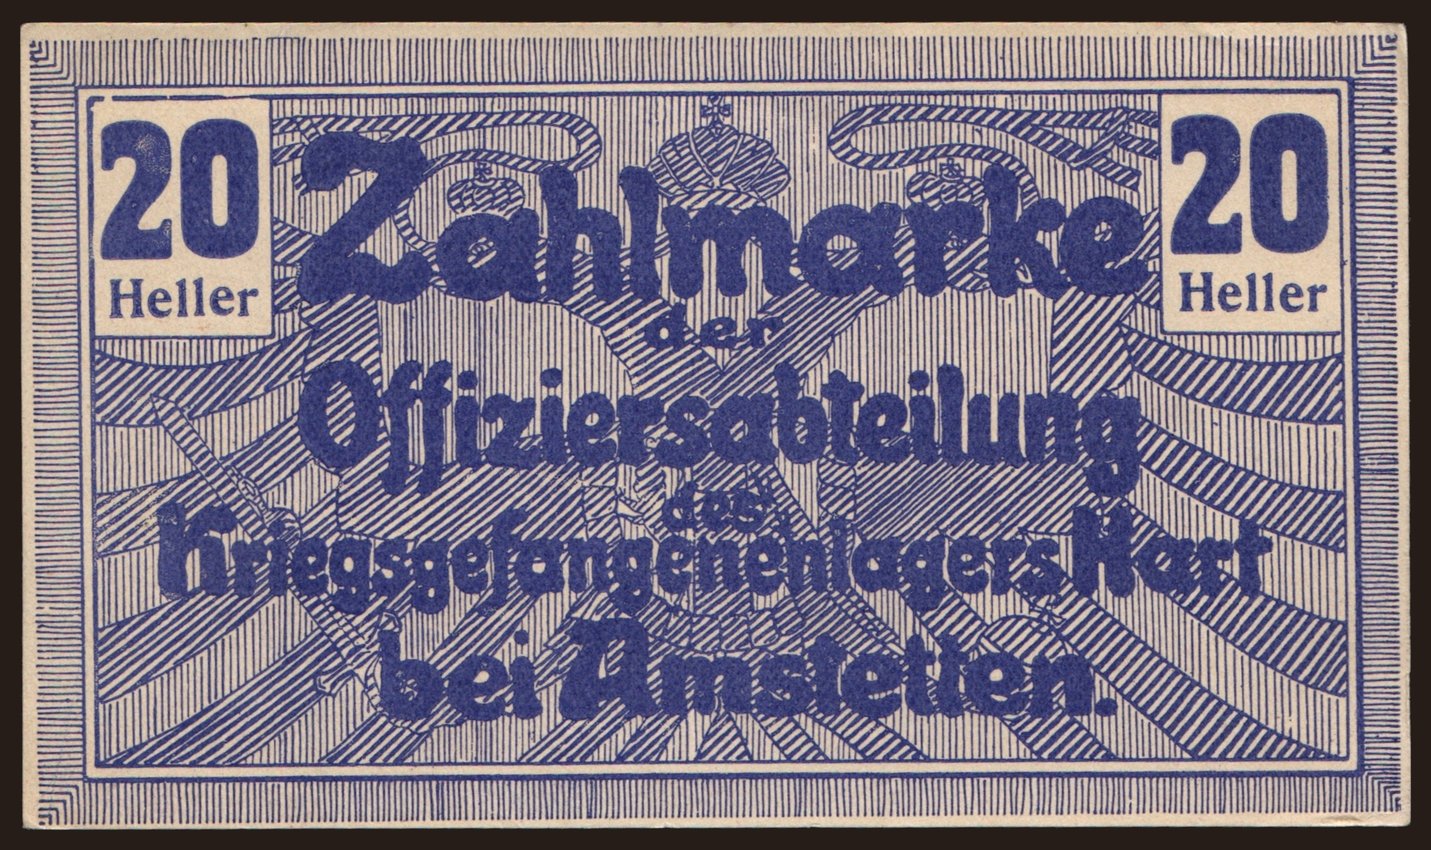 20 Heller
20 Heller
Zahlmarke
der
Offiziersabteilung
des
Kriegsgefangenenlagers Hart
bei Amstetten.